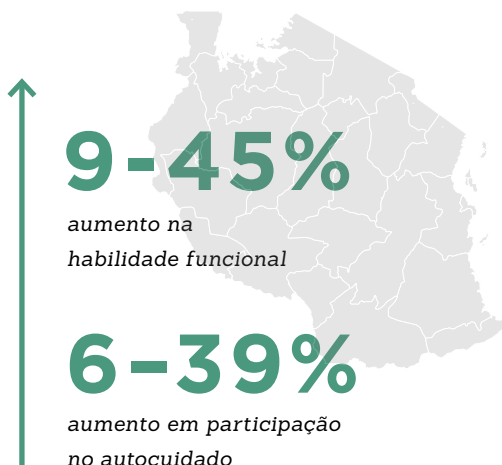 9-45%
aumento na
habilidade funcional
6-39%
aumento em participação
no autocuidado